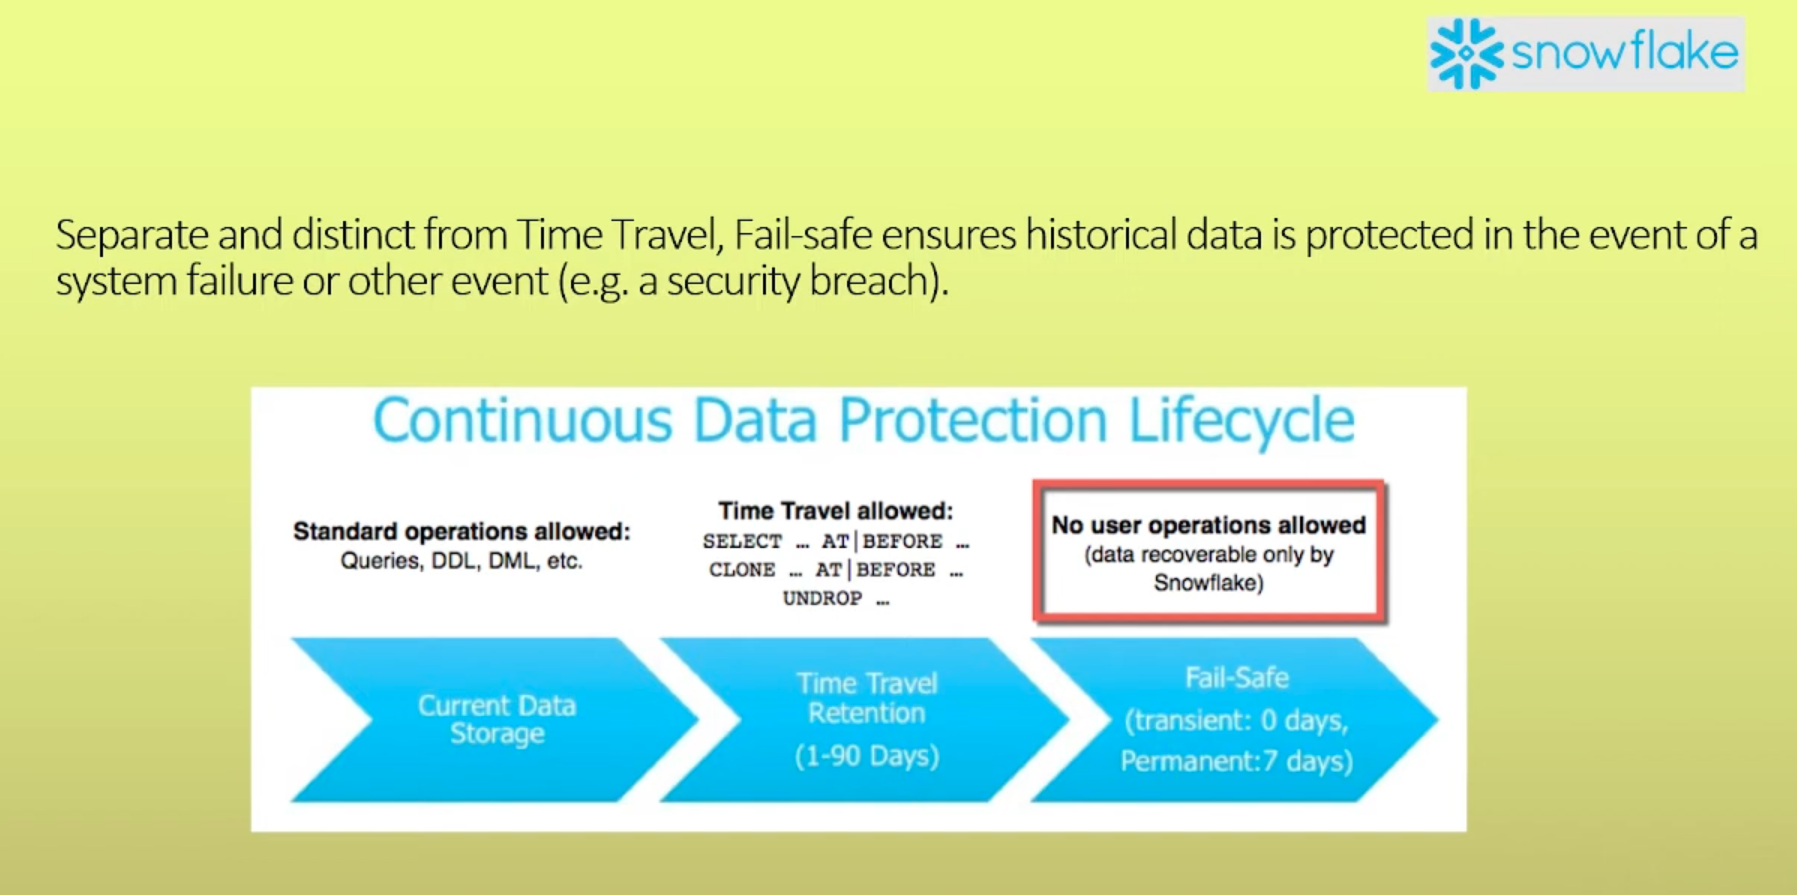 snowflake
Separate and distinct from Time Travel, Fail-safe ensures historical data is protected in the event of a
system failure or other event (e.g. a security breach).
Continuous Data Protection Lifecycle
Standard operations allowed:
Queries, DDL, DML, etc.
Time Travel allowed:
SELECT … AT|BEFORE …
CLONE … AT|BEFORE …
UNDROP …
No user operations allowed
(data recoverable only by
Snowflake)
Current Data
Storage
Time Travel
Retention
(1-90 Days)
Fail-Safe
(transient: 0 days,
Permanent:7 days)